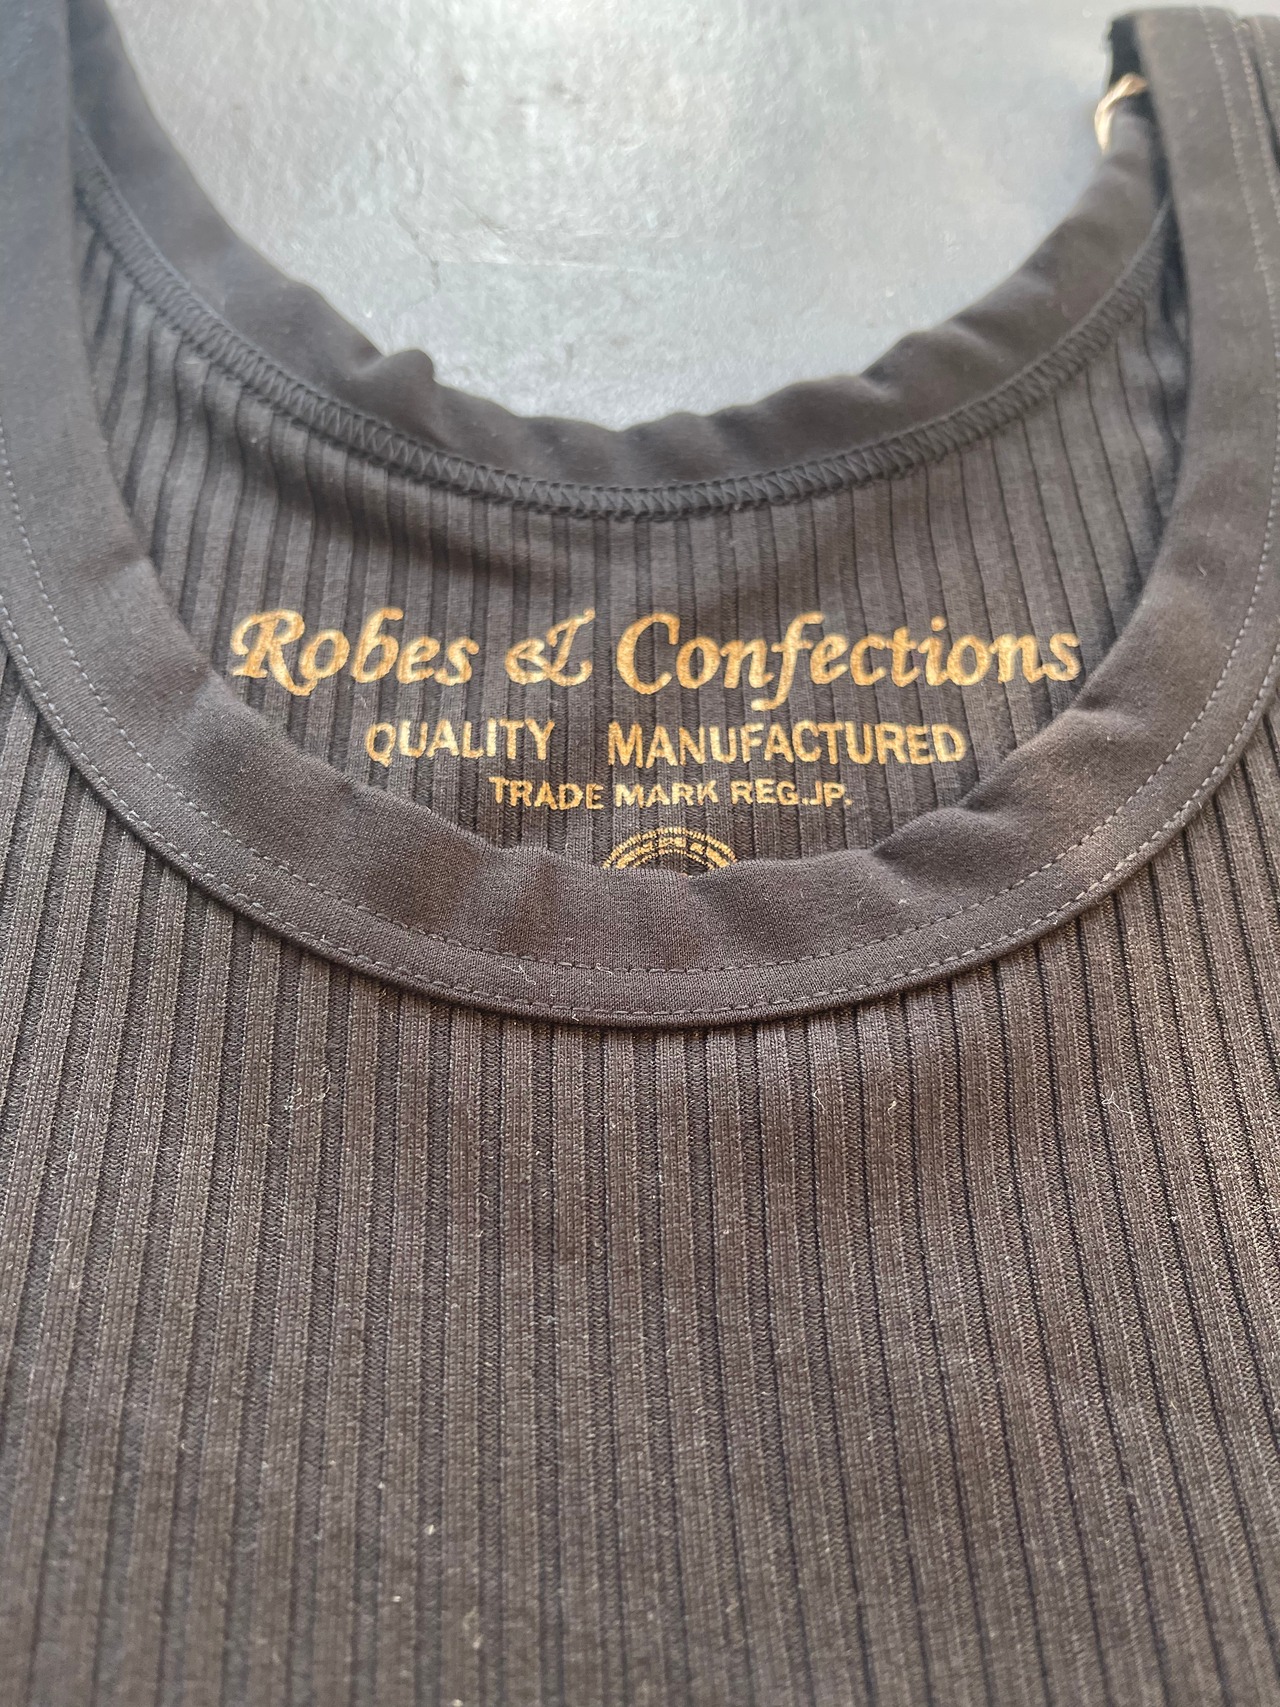 Robes & Confections
QUALITY MANUFACTURED
TRADE MARK REG.JP.